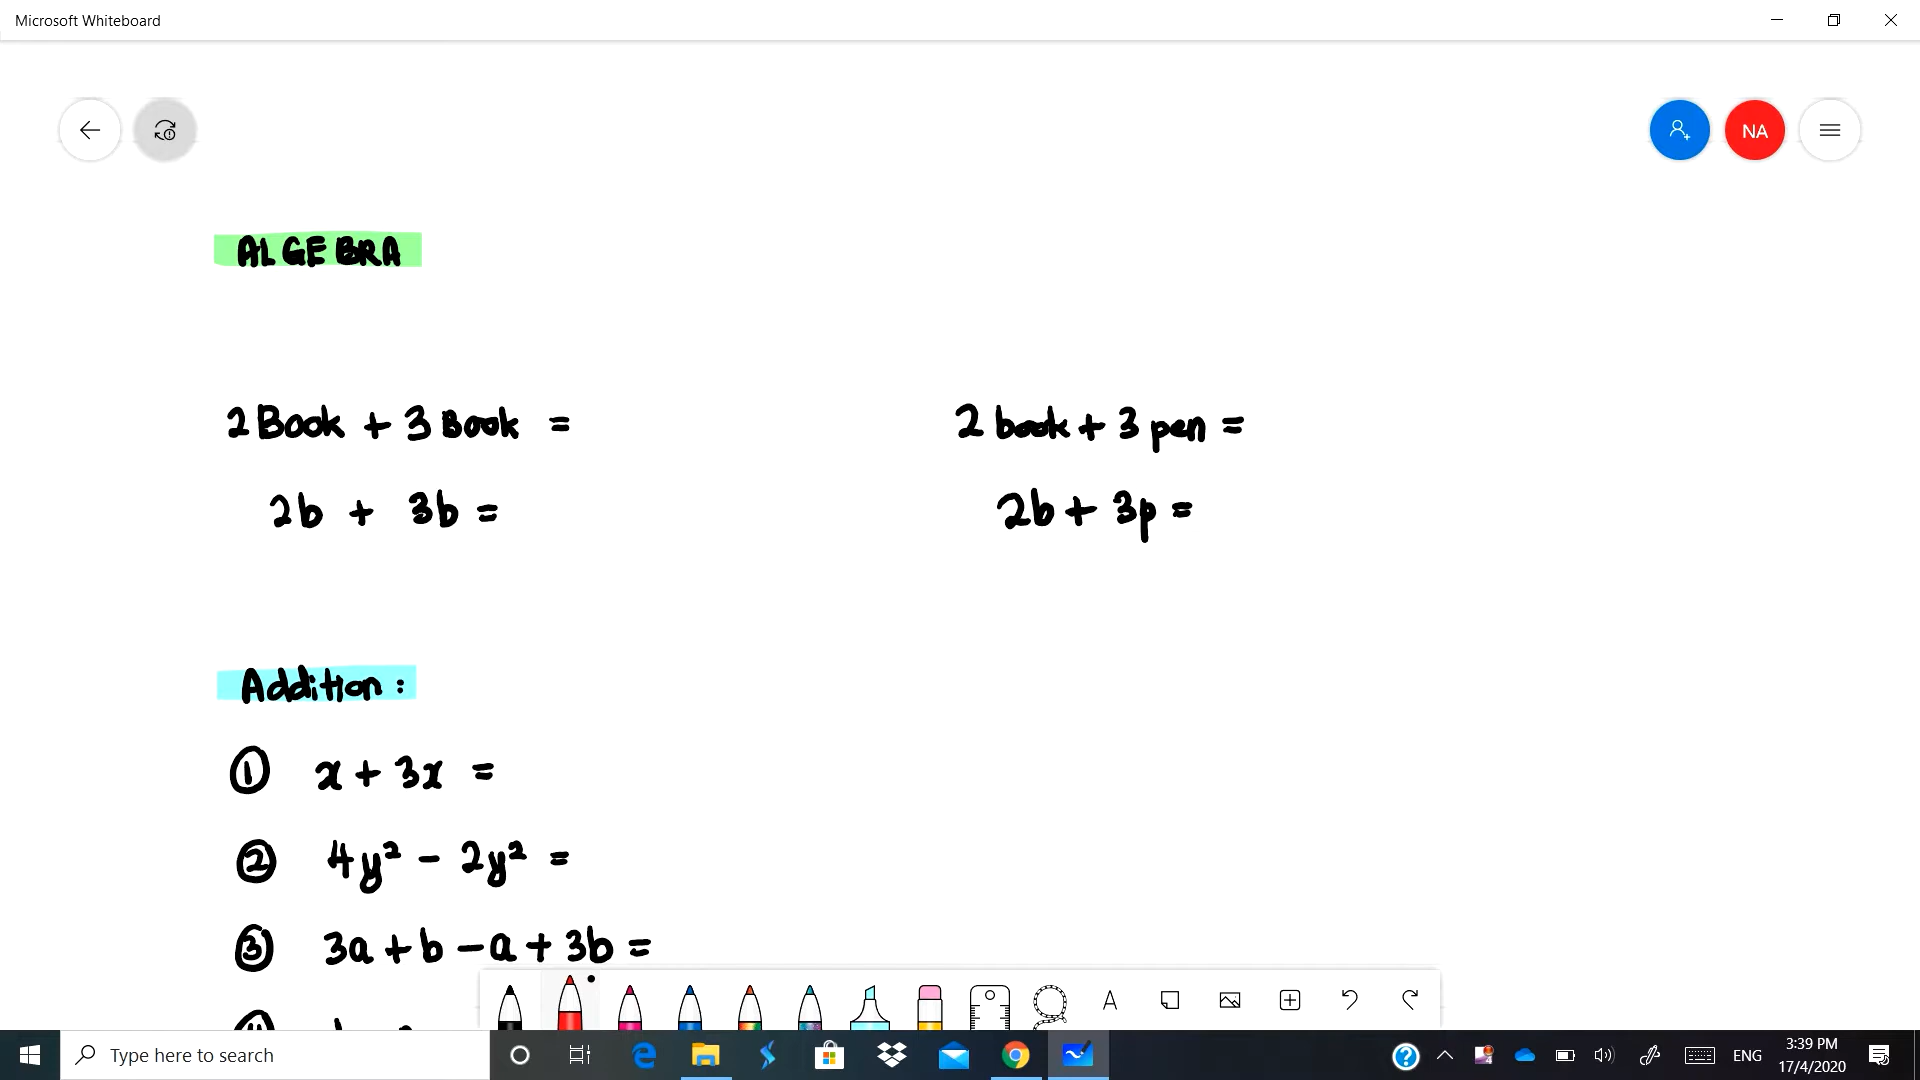 Microsoft Whiteboard
NA
ALGEBRA
2 Book + 3 Book =
2 book + 3 pen =
2b + 3b =
2b + 3p =
Addition :
① x + 3x =
② 4y² - 2y² =
③ 3a + b - a + 3b =
Type here to search
ENG
3:39 PM
17/4/2020